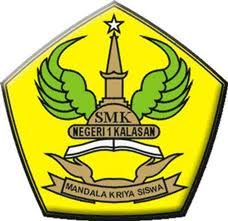 SMK
NEGERI 1 KALASAN
MANDALA KRIYA SISWA